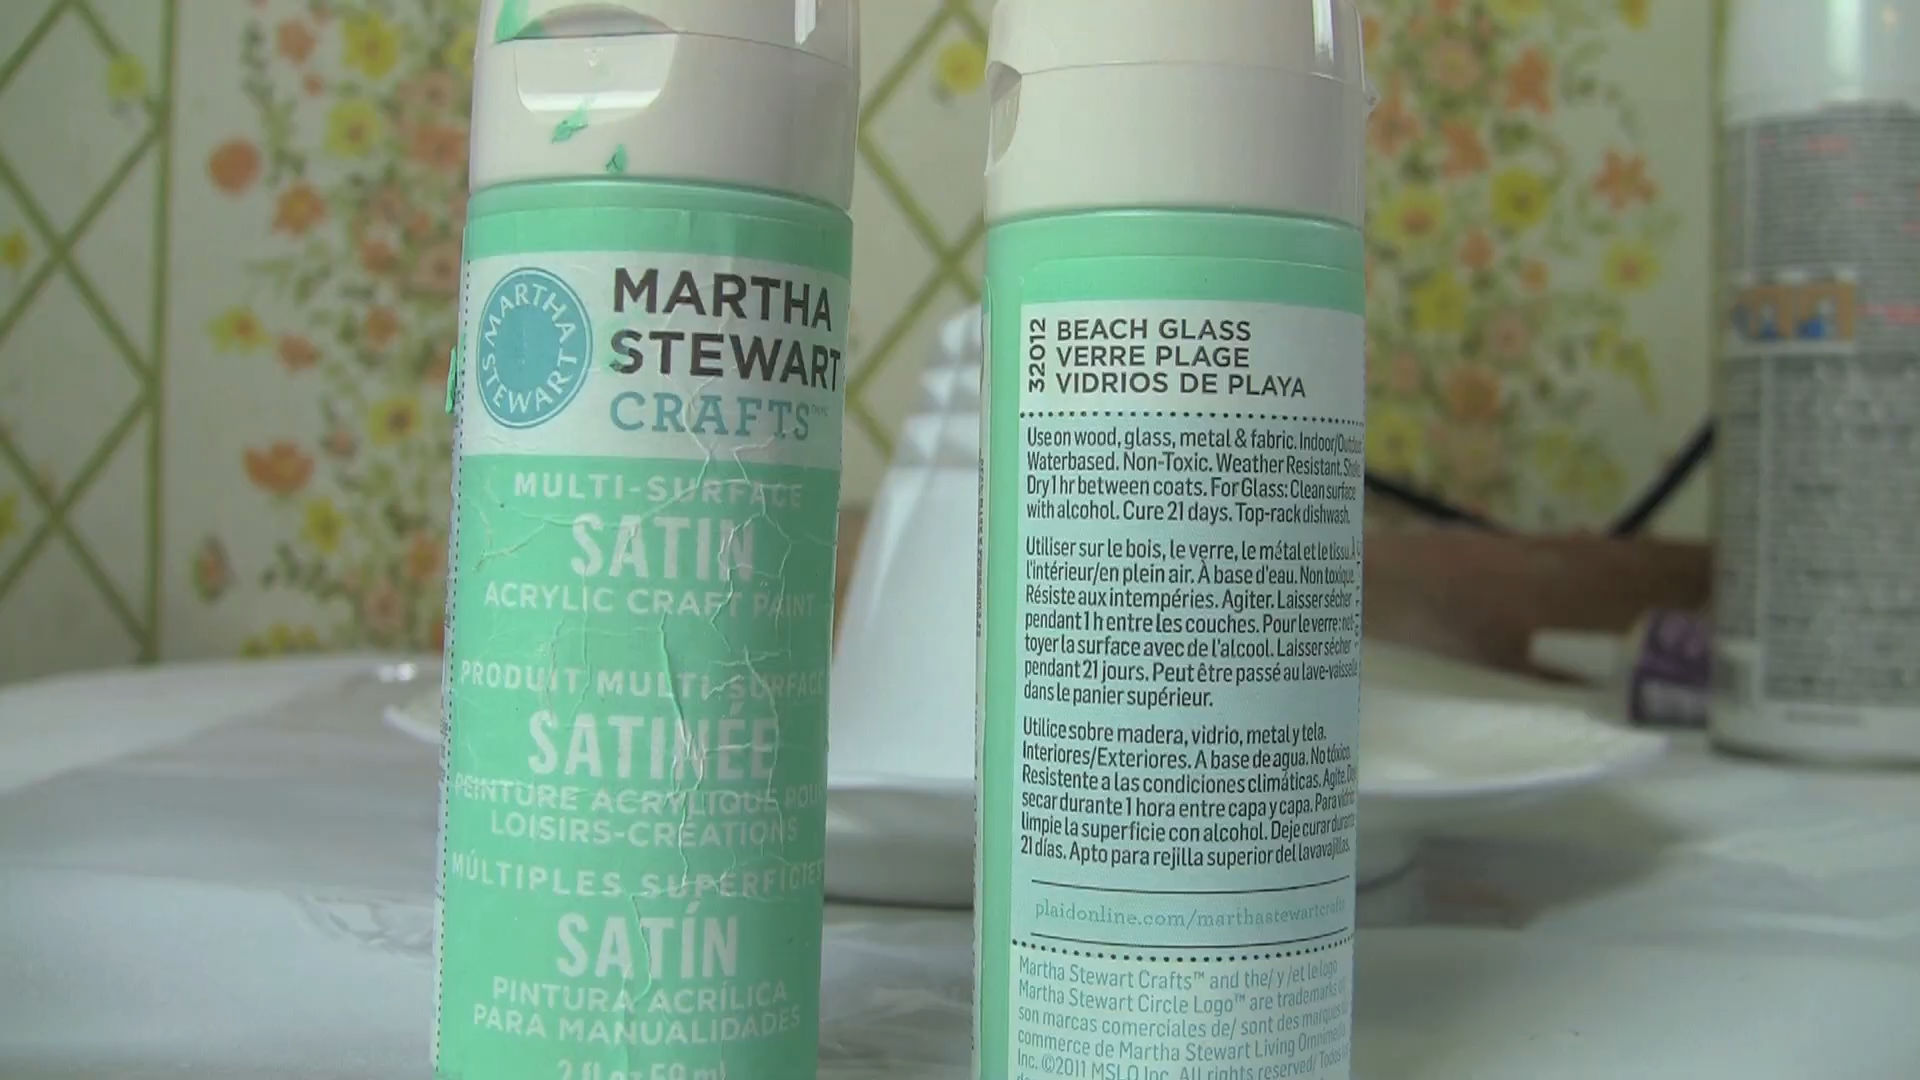 MARTHA STEWART
MARTHA
STEWART
CRAFTS
MULTI-SURFACE
SATIN
ACRYLIC CRAFT PAINT
PRODUIT MULTI-SURFACE
SATINÉE
PEINTURE ACRYLIQUE POUR
LOISIRS-CRÉATIONS
MÚLTIPLES SUPERFICIES
SATÍN
PINTURA ACRÍLICA
PARA MANUALIDADES
2 fl oz 59 ml
32012
BEACH GLASS
VERRE PLAGE
VIDRIOS DE PLAYA
Use on wood, glass, metal & fabric. Indoor/Outdoor
Waterbased. Non-Toxic. Weather Resistant.
Dry 1 hr between coats. For Glass: Clean surface
with alcohol. Cure 21 days. Top-rack dishwash.
Utiliser sur le bois, le verre, le métal et le tissu. À
l'intérieur/en plein air. À base d'eau. Non toxique.
Résiste aux intempéries. Agiter. Laisser sécher
pendant 1 h entre les couches. Pour le verre : net-
toyer la surface avec de l'alcool. Laisser sécher
pendant 21 jours. Peut être passé au lave-vaisselle
dans le panier supérieur.
Utilice sobre madera, vidrio, metal y tela.
Interiores/Exteriores. A base de agua. No tóxico.
Resistente a las condiciones climáticas. Agite.
secar durante 1 hora entre capa y capa. Para vidrio
limpie la superficie con alcohol. Deje curar durante
21 días. Apto para rejilla superior del lavavajillas.
plaidonline.com/marthastewartcrafts
Martha Stewart Crafts™ and the/ y /et le logo
Martha Stewart Circle Logo™ are trademarks of
son marcas comerciales de/ sont des marques
commerce de Martha Stewart Living Omnimedia
Inc. ©2011 MSLO Inc. All rights reserved/ Todos